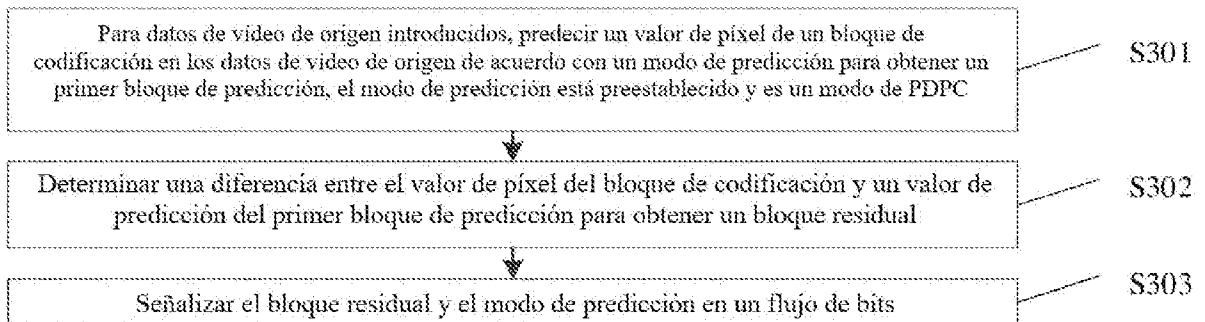 Para datos de vídeo de origen introducidos, predecir un valor de píxel de un bloque de
codificación en los datos de vídeo de origen de acuerdo con un modo de predicción para obtener un
primer bloque de predicción, el modo de predicción está preestablecido y es un modo de PDPC
S301
Determinar una diferencia entre el valor de píxel del bloque de codificación y un valor de
predicción del primer bloque de predicción para obtener un bloque residual
S302
Señalizar el bloque residual y el modo de predicción en un flujo de bits
S303